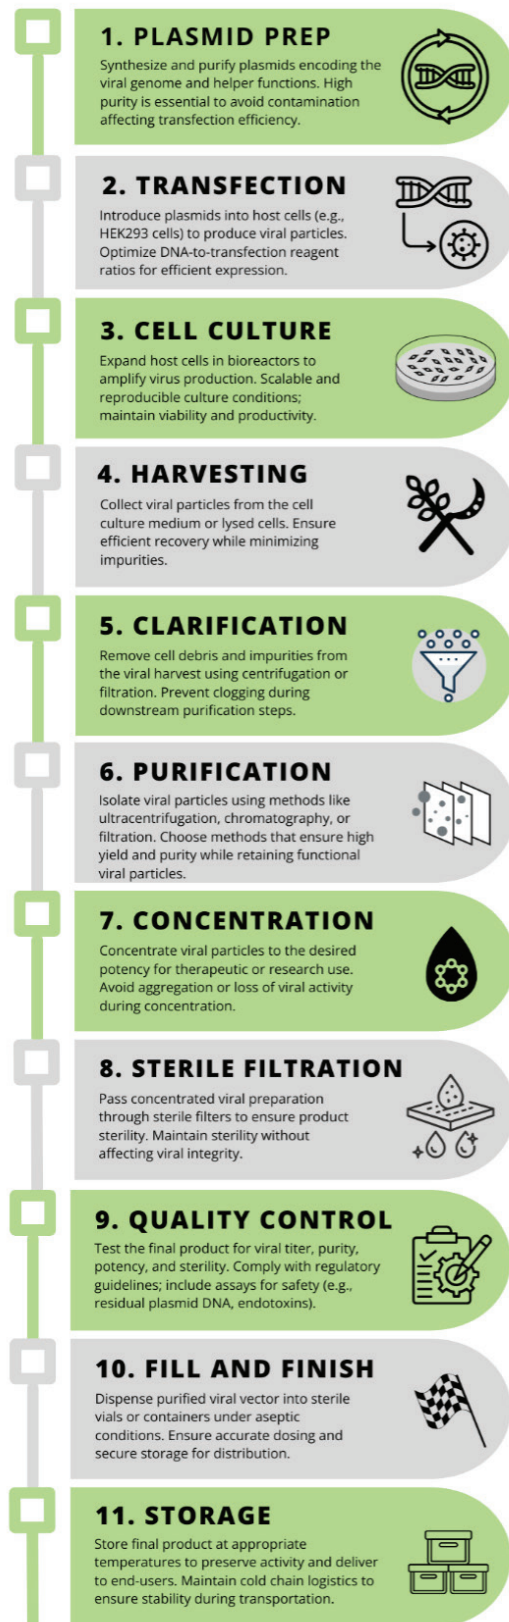 1. PLASMID PREP
Synthesize and purify plasmids encoding the
viral genome and helper functions. High
purity is essential to avoid contamination
affecting transfection efficiency.
2. TRANSFECTION
Introduce plasmids into host cells (e.g.,
HEK293 cells) to produce viral particles.
Optimize DNA-to-transfection reagent
ratios for efficient expression.
3. CELL CULTURE
Expand host cells in bioreactors to
amplify virus production. Scalable and
reproducible culture conditions;
maintain viability and productivity.
4. HARVESTING
Collect viral particles from the cell
culture medium or lysed cells. Ensure
efficient recovery while minimizing
impurities.
5. CLARIFICATION
Remove cell debris and impurities from
the viral harvest using centrifugation or
filtration. Prevent clogging during
downstream purification steps.
6. PURIFICATION
Isolate viral particles using methods like
ultracentrifugation, chromatography, or
filtration. Choose methods that ensure high
yield and purity while retaining functional
viral particles.
7. CONCENTRATION
Concentrate viral particles to the desired
potency for therapeutic or research use.
Avoid aggregation or loss of viral activity
during concentration.
8. STERILE FILTRATION
Pass concentrated viral preparation
through sterile filters to ensure product
sterility. Maintain sterility without
affecting viral integrity.
9. QUALITY CONTROL
Test the final product for viral titer, purity,
potency, and sterility. Comply with regulatory
guidelines; include assays for safety (e.g.,
residual plasmid DNA, endotoxins).
10. FILL AND FINISH
Dispense purified viral vector into sterile
vials or containers under aseptic
conditions. Ensure accurate dosing and
secure storage for distribution.
11. STORAGE
Store final product at appropriate
temperatures to preserve activity and deliver
to end-users. Maintain cold chain logistics to
ensure stability during transportation.